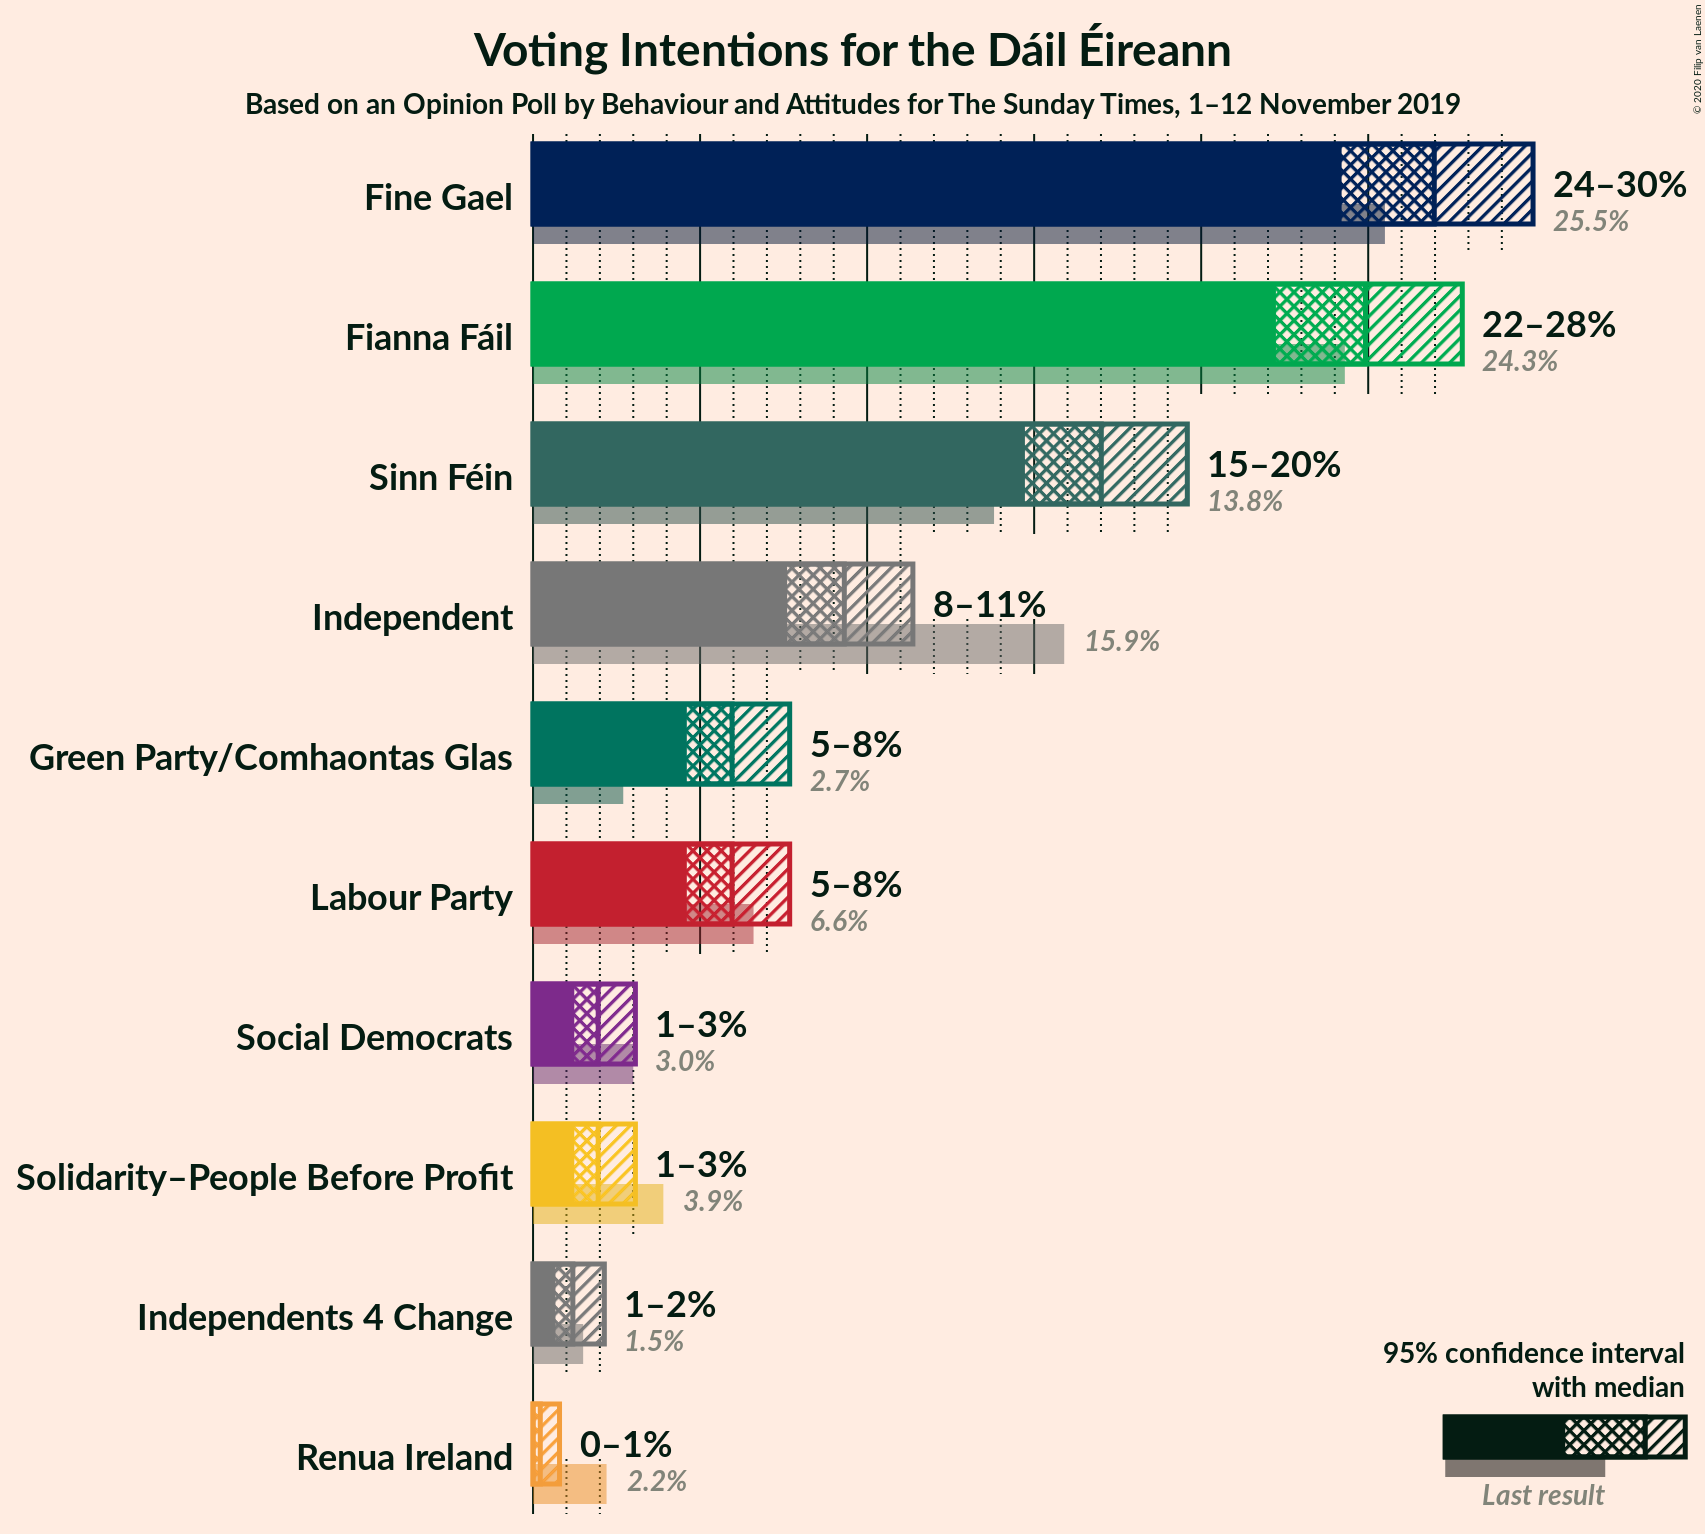 Voting Intentions for the Dáil Éireann
Based on an Opinion Poll by Behaviour and Attitudes for The Sunday Times, 1–12 November 2019
© 2020 Filip van Laenen
Fine Gael
24–30%
25.5%
Fianna Fáil
22–28%
24.3%
Sinn Féin
15–20%
13.8%
Independent
8–11%
15.9%
Green Party/Comhaontas Glas
5–8%
2.7%
Labour Party
5–8%
6.6%
Social Democrats
1–3%
3.0%
Solidarity–People Before Profit
1–3%
3.9%
Independents 4 Change
1–2%
1.5%
Renua Ireland
0–1%
2.2%
95% confidence interval
with median
Last result